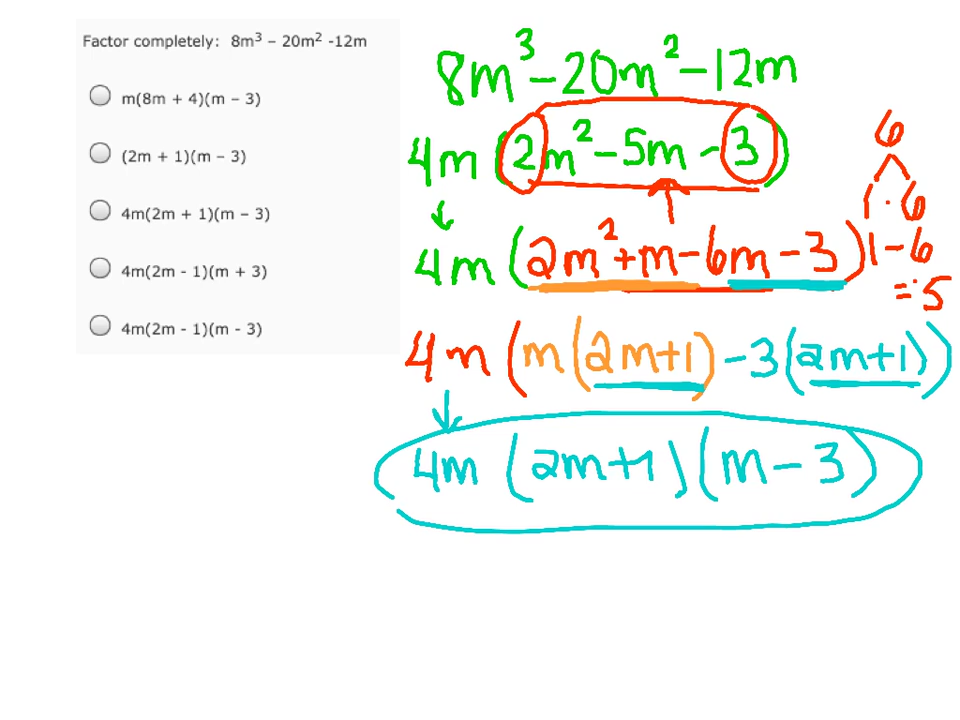 Factor completely: 8m³ – 20m² -12m
m(8m + 4)(m – 3)
(2m + 1)(m – 3)
4m(2m + 1)(m – 3)
4m(2m - 1)(m + 3)
4m(2m - 1)(m - 3)
8m³-20m²-12m
4m(2m²-5m-3)
6
1·6
4m(2m²+m-6m-3)
1-6
=-5
4m(m(2m+1)-3(2m+1))
4m(2m+1)(m-3)